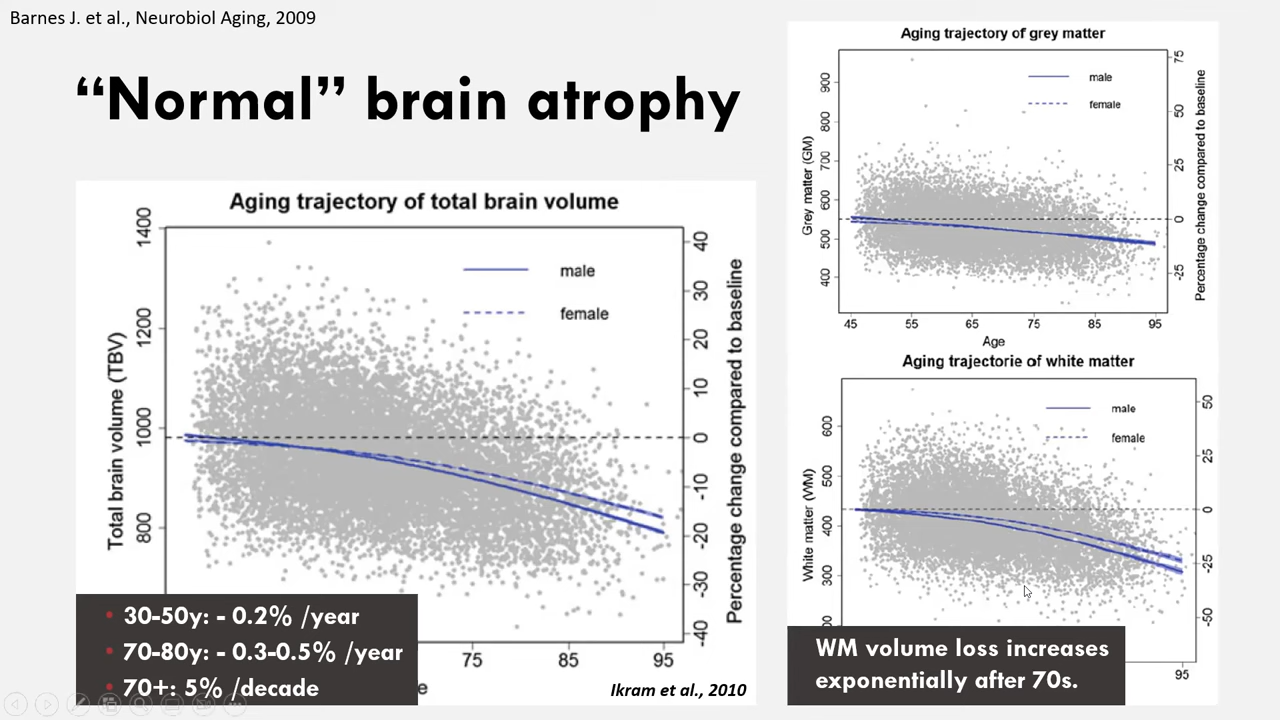 Barnes J. et al., Neurobiol Aging, 2009
“Normal” brain atrophy
Aging trajectory of total brain volume
Total brain volume (TBV)
1400
1200
1000
800
male
female
40
30
20
10
0
-10
-20
-30
-40
Percentage change compared to baseline
75
85
95
e
• 30-50y: - 0.2% /year
• 70-80y: - 0.3-0.5% /year
• 70+: 5% /decade
Ikram et al., 2010
Aging trajectory of grey matter
Grey matter (GM)
900
800
700
600
500
400
male
female
75
50
25
0
-25
Percentage change compared to baseline
45
55
65
75
85
95
Age
Aging trajectorie of white matter
White matter (WM)
600
500
400
300
00
male
female
50
25
0
-25
-50
95
WM volume loss increases
exponentially after 70s.